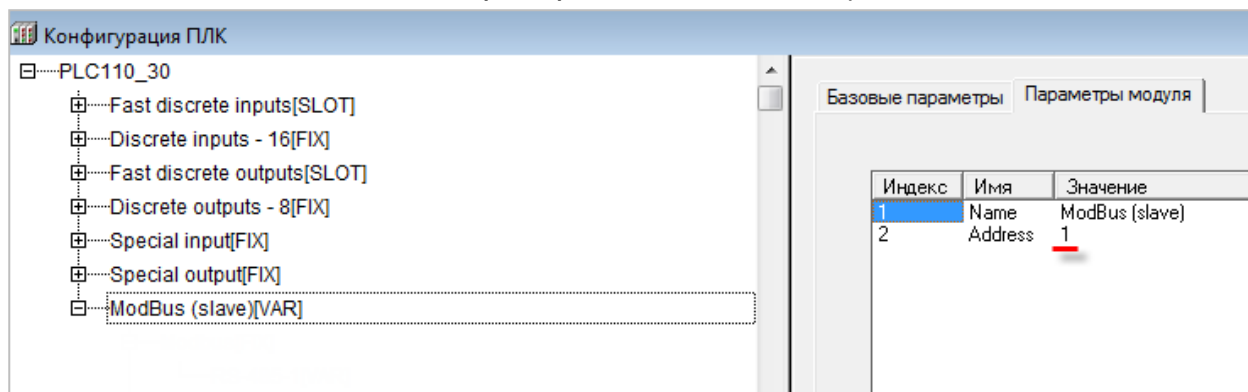 Конфигурация ПЛК
PLC110_30
Fast discrete inputs[SLOT]
Discrete inputs - 16[FIX]
Fast discrete outputs[SLOT]
Discrete outputs - 8[FIX]
Special input[FIX]
Special output[FIX]
ModBus (slave)[VAR]
Базовые параметры Параметры модуля
Индекс Имя Значение
1 Name ModBus (slave)
2 Address 1